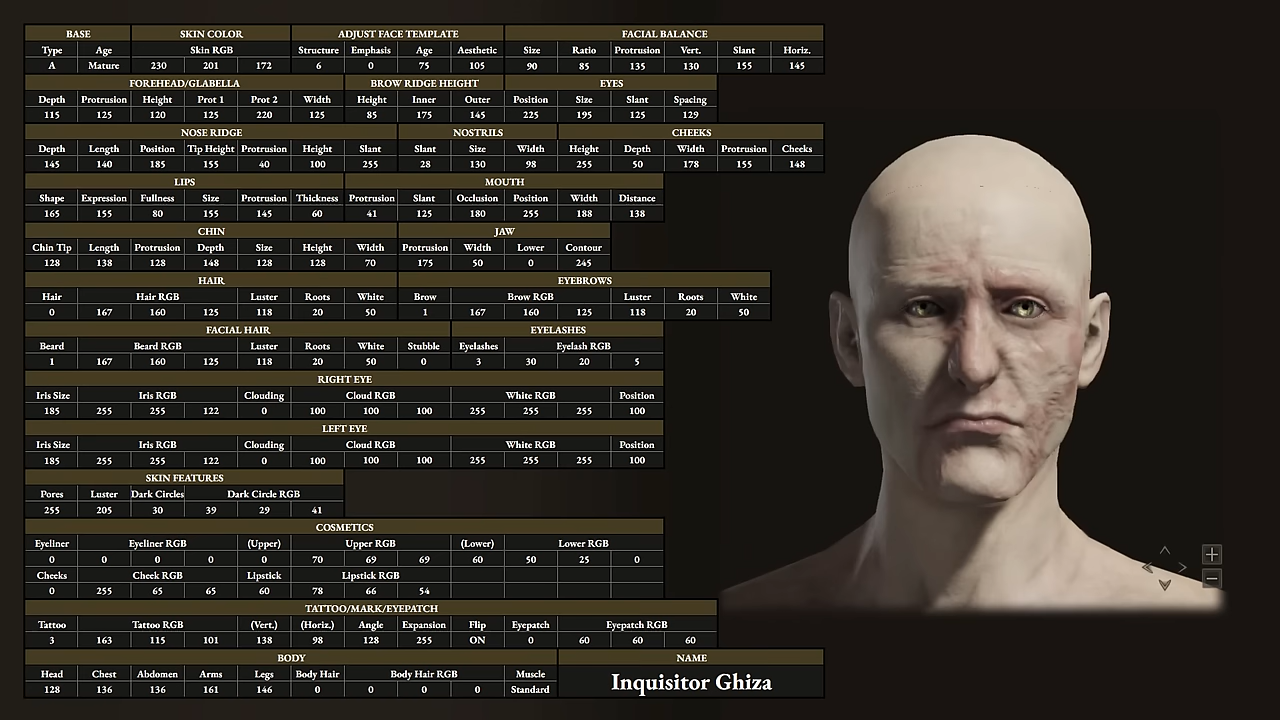 BASE SKIN COLOR ADJUST FACE TEMPLATE FACIAL BALANCE
Type Age Skin RGB Structure Emphasis Age Aesthetic Size Ratio Protrusion Vert. Slant Horiz.
A Mature 230 201 172 6 0 75 105 90 85 135 130 155 145
FOREHEAD/GLABELLA BROW RIDGE HEIGHT EYES
Depth Protrusion Height Prot 1 Prot 2 Width Height Inner Outer Position Size Slant Spacing
115 125 120 125 220 125 85 175 145 225 195 125 129
NOSE RIDGE NOSTRILS CHEEKS
Depth Length Position Tip Height Protrusion Height Slant Slant Size Width Height Depth Width Protrusion Cheeks
145 140 185 155 40 100 255 28 130 98 255 50 178 155 148
LIPS MOUTH
Shape Expression Fullness Size Protrusion Thickness Protrusion Slant Occlusion Position Width Distance
165 155 80 155 145 60 41 125 180 255 188 138
CHIN JAW
Chin Tip Length Protrusion Depth Size Height Width Protrusion Width Lower Contour
128 138 128 148 128 128 70 175 50 0 245
HAIR EYEBROWS
Hair Hair RGB Luster Roots White Brow Brow RGB Luster Roots White
0 167 160 125 118 20 50 1 167 160 125 118 20 50
FACIAL HAIR EYELASHES
Beard Beard RGB Luster Roots White Stubble Eyelashes Eyelash RGB
1 167 160 125 118 20 50 0 3 30 20 5
RIGHT EYE
Iris Size Iris RGB Clouding Cloud RGB White RGB Position
185 255 255 122 0 100 100 100 255 255 255 100
LEFT EYE
Iris Size Iris RGB Clouding Cloud RGB White RGB Position
185 255 255 122 0 100 100 100 255 255 255 100
SKIN FEATURES
Pores Luster Dark Circles Dark Circle RGB
255 205 30 39 29 41
COSMETICS
Eyeliner Eyeliner RGB (Upper) Upper RGB (Lower) Lower RGB
0 0 0 0 0 70 69 69 60 50 25 0
Cheeks Cheek RGB Lipstick Lipstick RGB
0 255 65 65 60 78 66 54
TATTOO/MARK/EYEPATCH
Tattoo Tattoo RGB (Vert.) (Horiz.) Angle Expansion Flip Eyepatch Eyepatch RGB
3 163 115 101 138 98 128 255 ON 0 60 60 60
BODY NAME
Head Chest Abdomen Arms Legs Body Hair Body Hair RGB Muscle
128 136 136 161 146 0 0 0 0 Standard
Inquisitor Ghiza